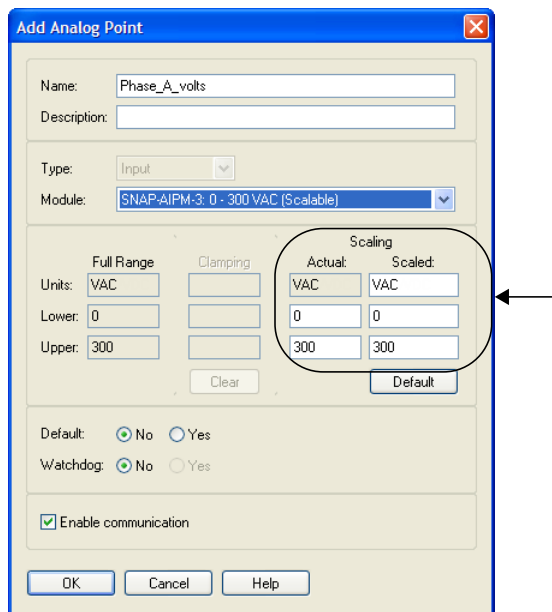 Add Analog Point
Name: Phase_A_volts
Description:
Type: Input
Module: SNAP-AIPM-3: 0 - 300 VAC (Scalable)
Scaling
Full Range Clamping Actual: Scaled:
Units: VAC VAC VAC
Lower: 0 0 0
Upper: 300 300 300
Clear Default
Default: No Yes
Watchdog: No Yes
Enable communication
OK Cancel Help